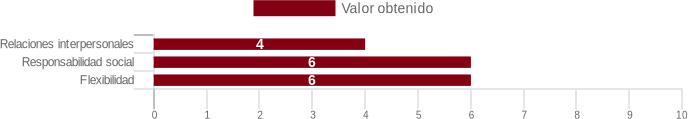 Valor obtenido
Relaciones interpersonales 4
Responsabilidad social 6
Flexibilidad 6
0 1 2 3 4 5 6 7 8 9 10